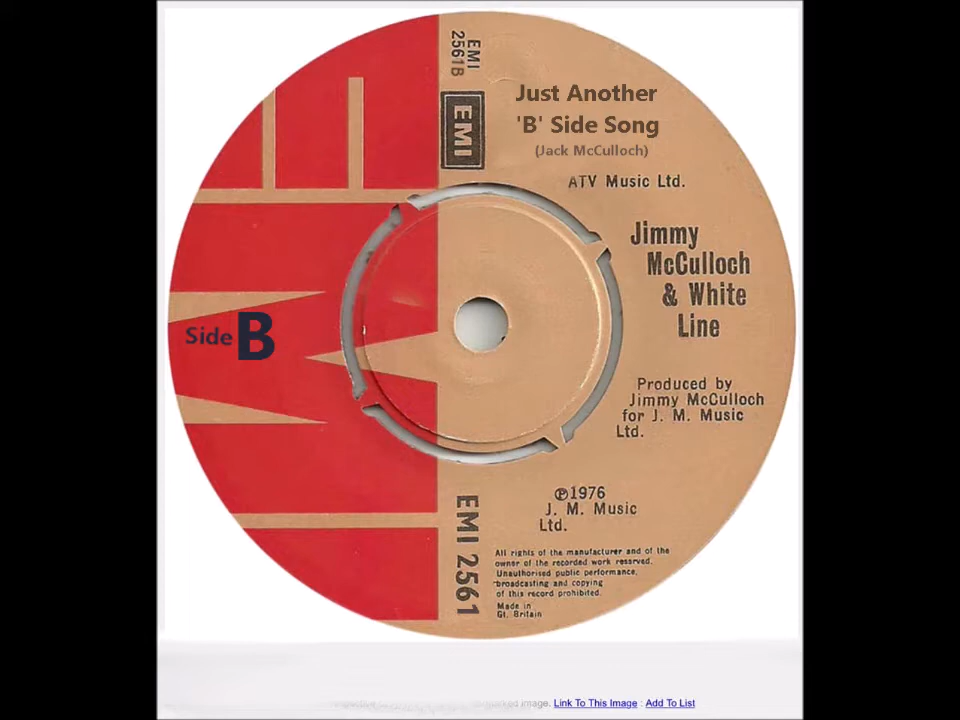 EMI
2561B
EMI
Just Another
'B' Side Song
(Jack McCulloch)
ATV Music Ltd.
Jimmy
McCulloch
& White
Line
Side B
Produced by
Jimmy McCulloch
for J. M. Music
Ltd.
℗1976
J. M. Music
Ltd.
EMI 2561
All rights of the manufacturer and of the
owner of the recorded work reserved.
Unauthorised public performance,
broadcasting and copying
of this record prohibited.
Made in
Gt. Britain
image. Link To This Image : Add To List